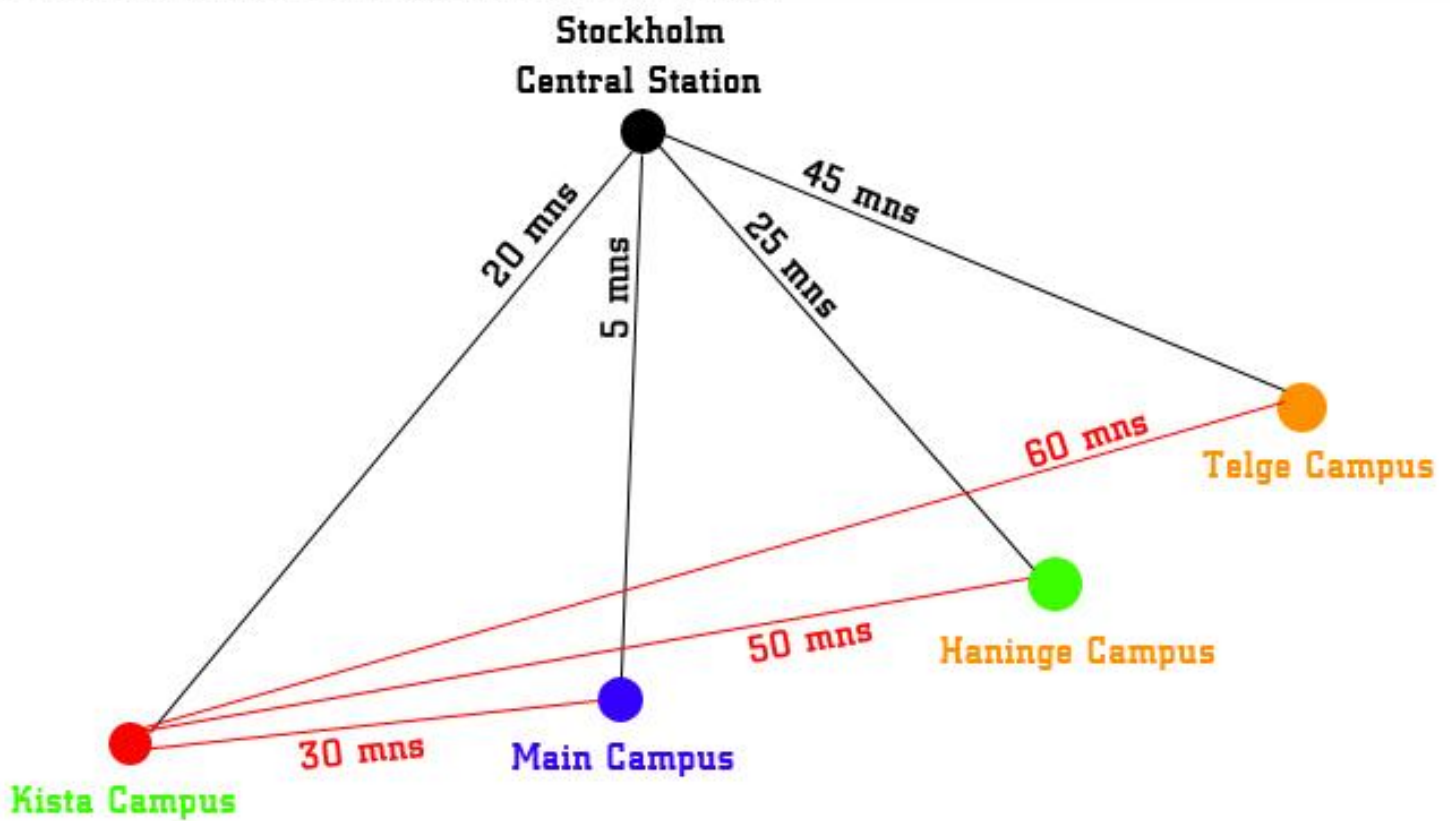 Stockholm
Central Station
45 mns
20 mns
25 mns
5 mns
60 mns
Telge Campus
50 mns
Haninge Campus
30 mns
Main Campus
Kista Campus